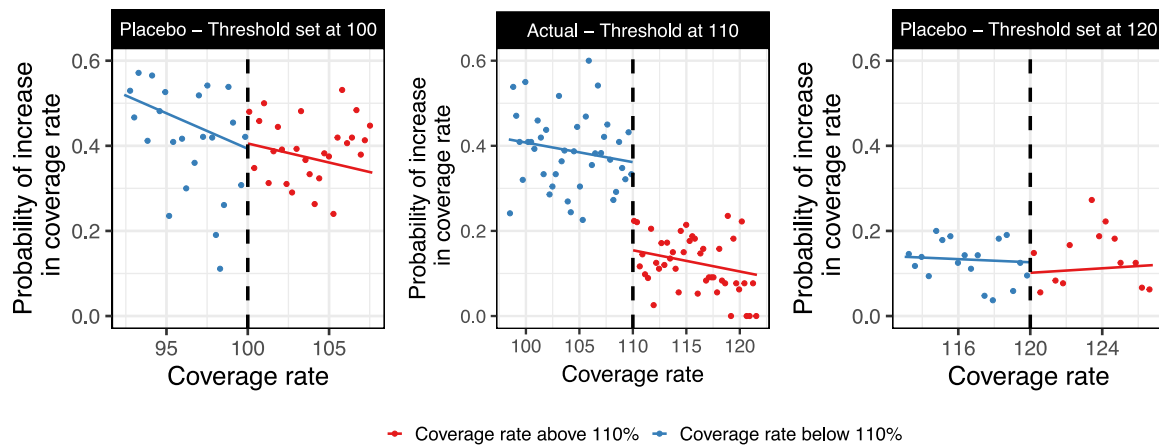 Placebo − Threshold set at 100
Actual − Threshold at 110
Placebo − Threshold set at 120
Probability of increase
in coverage rate
0.6
0.4
0.2
0.0
95
100
105
Coverage rate
Probability of increase
in coverage rate
0.6
0.4
0.2
0.0
100
105
110
115
120
Coverage rate
Probability of increase
in coverage rate
0.6
0.4
0.2
0.0
116
120
124
Coverage rate
Coverage rate above 110%
Coverage rate below 110%